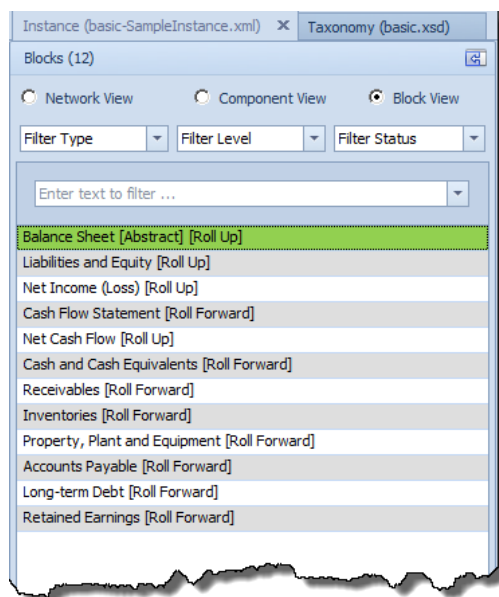 Instance (basic-SampleInstance.xml) X Taxonomy (basic.xsd)
Blocks (12)
Network View Component View Block View
Filter Type Filter Level Filter Status
Enter text to filter ...
Balance Sheet [Abstract] [Roll Up]
Liabilities and Equity [Roll Up]
Net Income (Loss) [Roll Up]
Cash Flow Statement [Roll Forward]
Net Cash Flow [Roll Up]
Cash and Cash Equivalents [Roll Forward]
Receivables [Roll Forward]
Inventories [Roll Forward]
Property, Plant and Equipment [Roll Forward]
Accounts Payable [Roll Forward]
Long-term Debt [Roll Forward]
Retained Earnings [Roll Forward]